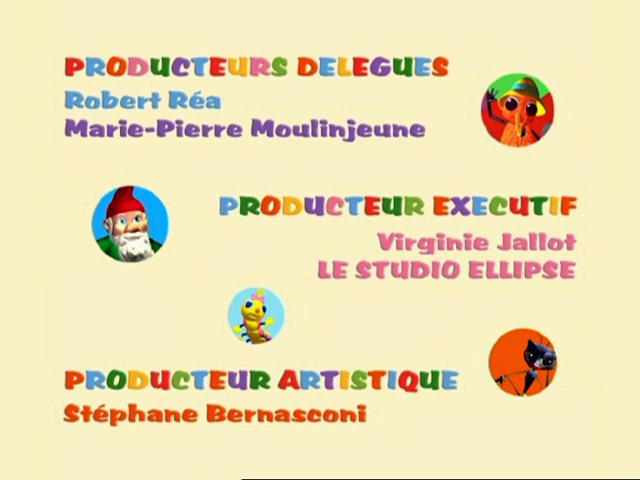 PRODUCTEURS DELEGUES
Robert Réa
Marie-Pierre Moulinjeune
PRODUCTEUR EXECUTIF
Virginie Jallot
LE STUDIO ELLIPSE
PRODUCTEUR ARTISTIQUE
Stéphane Bernasconi